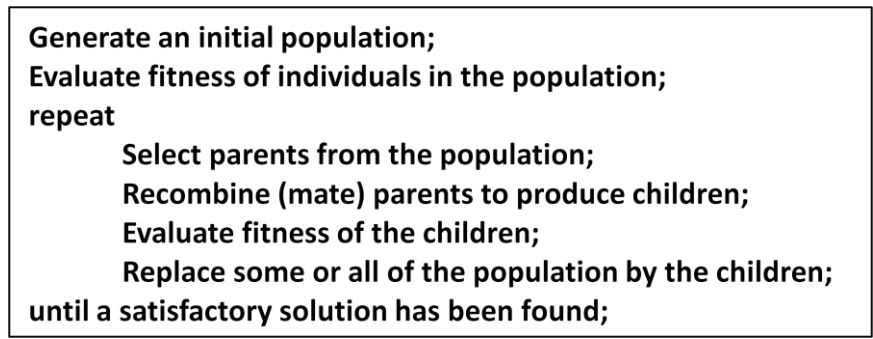 Generate an initial population;
Evaluate fitness of individuals in the population;
repeat
Select parents from the population;
Recombine (mate) parents to produce children;
Evaluate fitness of the children;
Replace some or all of the population by the children;
until a satisfactory solution has been found;